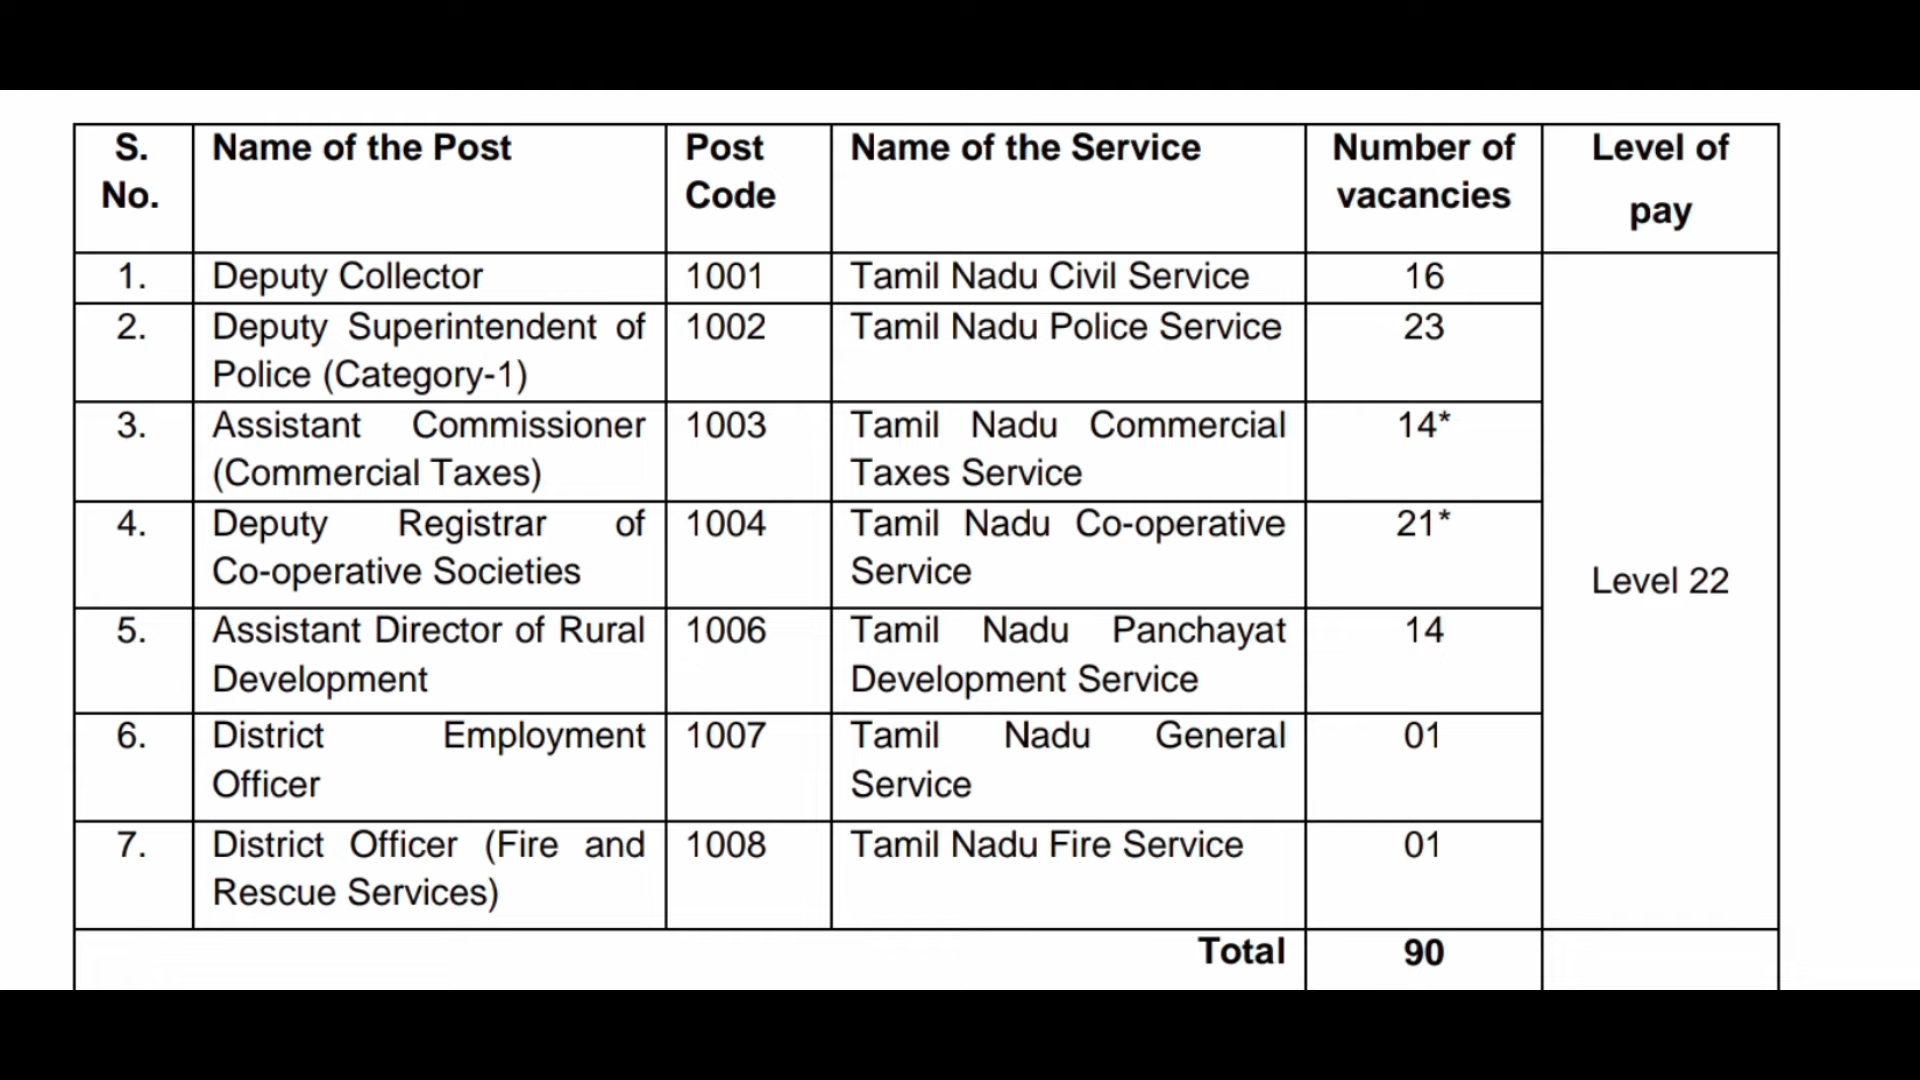 S. No. Name of the Post Post Code Name of the Service Number of vacancies Level of pay
1. Deputy Collector 1001 Tamil Nadu Civil Service 16
2. Deputy Superintendent of Police (Category-1) 1002 Tamil Nadu Police Service 23
3. Assistant Commissioner (Commercial Taxes) 1003 Tamil Nadu Commercial Taxes Service 14*
4. Deputy Registrar of Co-operative Societies 1004 Tamil Nadu Co-operative Service 21*
Level 22
5. Assistant Director of Rural Development 1006 Tamil Nadu Panchayat Development Service 14
6. District Employment Officer 1007 Tamil Nadu General Service 01
7. District Officer (Fire and Rescue Services) 1008 Tamil Nadu Fire Service 01
Total 90